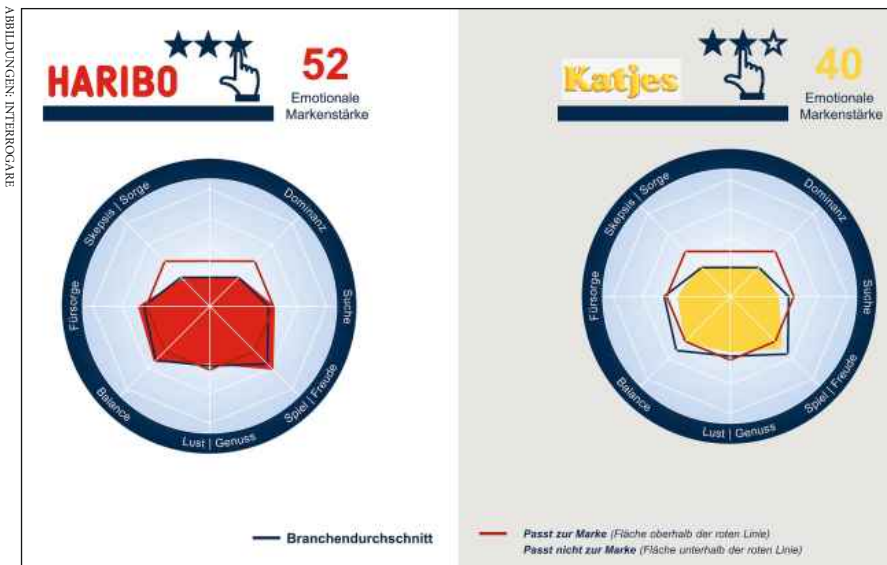 ABBILDUNGEN: INTERROGARE
HARIBO
52
Emotionale
Markenstärke
Skepsis | Sorge
Dominanz
Fürsorge
Suche
Balance
Spiel | Freude
Lust | Genuss
Branchendurchschnitt
Katjes
40
Emotionale
Markenstärke
Skepsis | Sorge
Dominanz
Fürsorge
Suche
Balance
Spiel | Freude
Lust | Genuss
Passt zur Marke (Fläche oberhalb der roten Linie)
Passt nicht zur Marke (Fläche unterhalb der roten Linie)